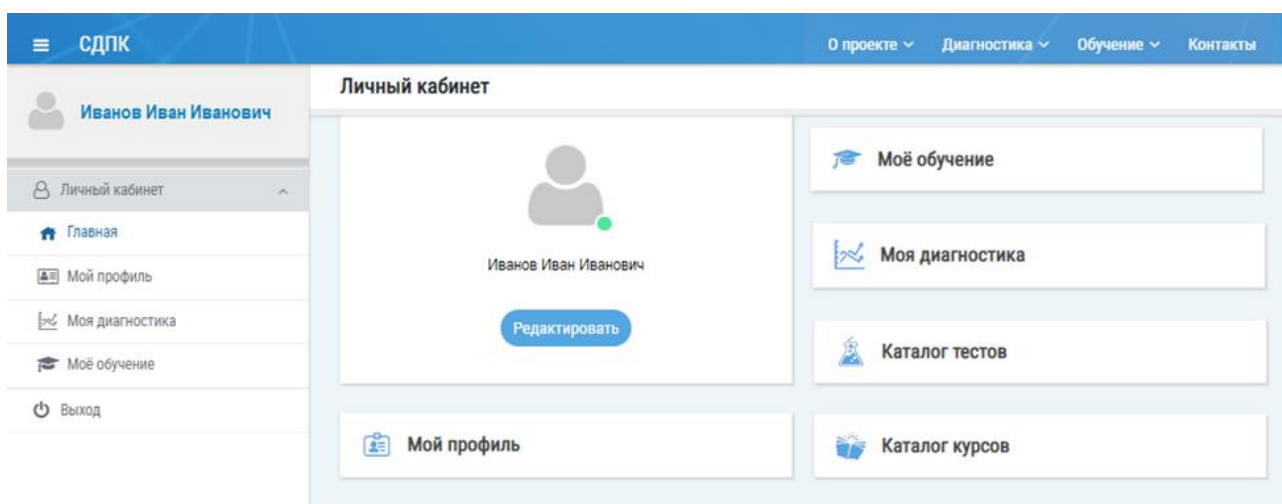 СДПК
О проекте Диагностика Обучение Контакты
Иванов Иван Иванович
Личный кабинет
Главная
Мой профиль
Моя диагностика
Моё обучение
Выход
Личный кабинет
Иванов Иван Иванович
Редактировать
Мой профиль
Моё обучение
Моя диагностика
Каталог тестов
Каталог курсов